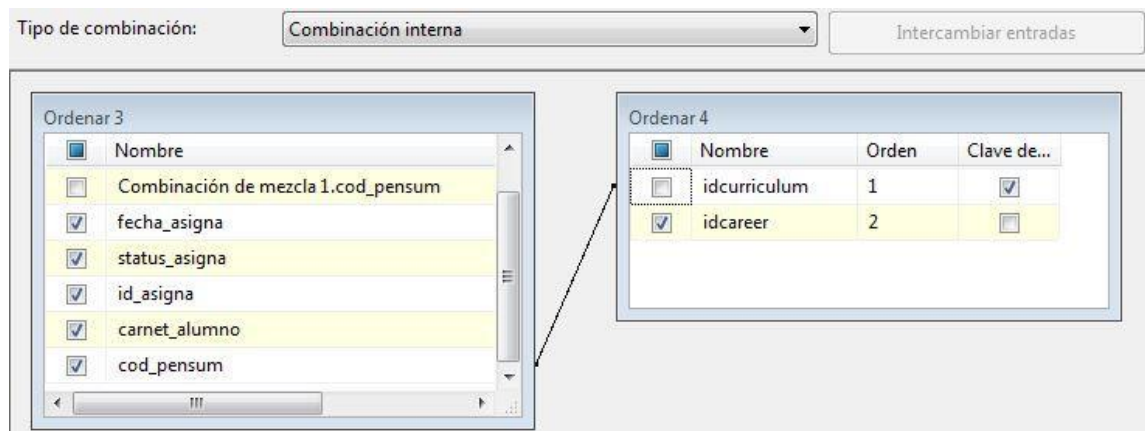 Tipo de combinación: Combinación interna Intercambiar entradas
Ordenar 3
Nombre
Combinación de mezcla 1.cod_pensum
fecha_asigna
status_asigna
id_asigna
carnet_alumno
cod_pensum
Ordenar 4
Nombre Orden Clave de...
idcurriculum 1
idcareer 2